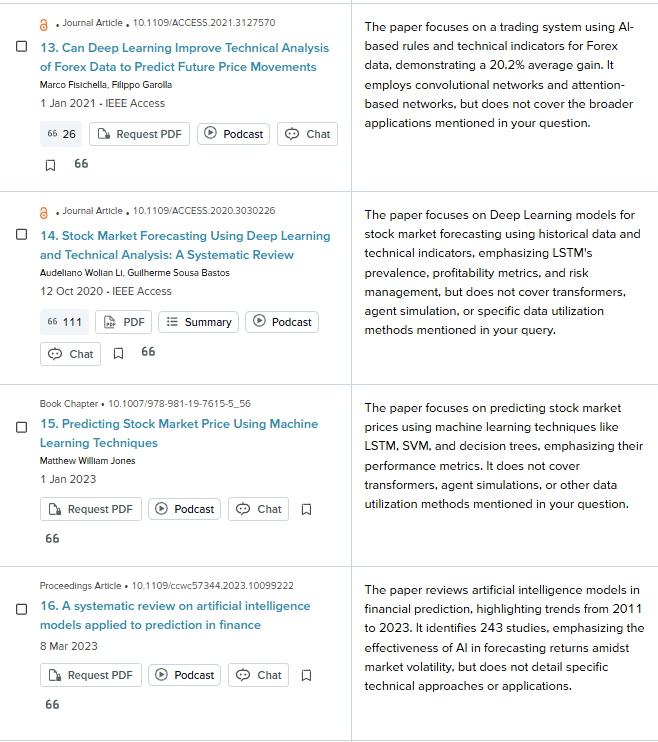 • Journal Article • 10.1109/ACCESS.2021.3127570
13. Can Deep Learning Improve Technical Analysis
of Forex Data to Predict Future Price Movements
Marco Fisichella, Filippo Garolla
1 Jan 2021 - IEEE Access
66 26 Request PDF Podcast Chat
66
The paper focuses on a trading system using AI-
based rules and technical indicators for Forex
data, demonstrating a 20.2% average gain. It
employs convolutional networks and attention-
based networks, but does not cover the broader
applications mentioned in your question.
• Journal Article • 10.1109/ACCESS.2020.3030226
14. Stock Market Forecasting Using Deep Learning
and Technical Analysis: A Systematic Review
Audeliano Wolian Li, Guilherme Sousa Bastos
12 Oct 2020 - IEEE Access
66 111 PDF Summary Podcast
Chat 66
The paper focuses on Deep Learning models for
stock market forecasting using historical data and
technical indicators, emphasizing LSTM's
prevalence, profitability metrics, and risk
management, but does not cover transformers,
agent simulation, or specific data utilization
methods mentioned in your query.
Book Chapter • 10.1007/978-981-19-7615-5_56
15. Predicting Stock Market Price Using Machine
Learning Techniques
Matthew William Jones
1 Jan 2023
Request PDF Podcast Chat
66
The paper focuses on predicting stock market
prices using machine learning techniques like
LSTM, SVM, and decision trees, emphasizing their
performance metrics. It does not cover
transformers, agent simulations, or other data
utilization methods mentioned in your question.
Proceedings Article • 10.1109/ccwc57344.2023.10099222
16. A systematic review on artificial intelligence
models applied to prediction in finance
8 Mar 2023
Request PDF Podcast Chat
66
The paper reviews artificial intelligence models in
financial prediction, highlighting trends from 2011
to 2023. It identifies 243 studies, emphasizing the
effectiveness of AI in forecasting returns amidst
market volatility, but does not detail specific
technical approaches or applications.